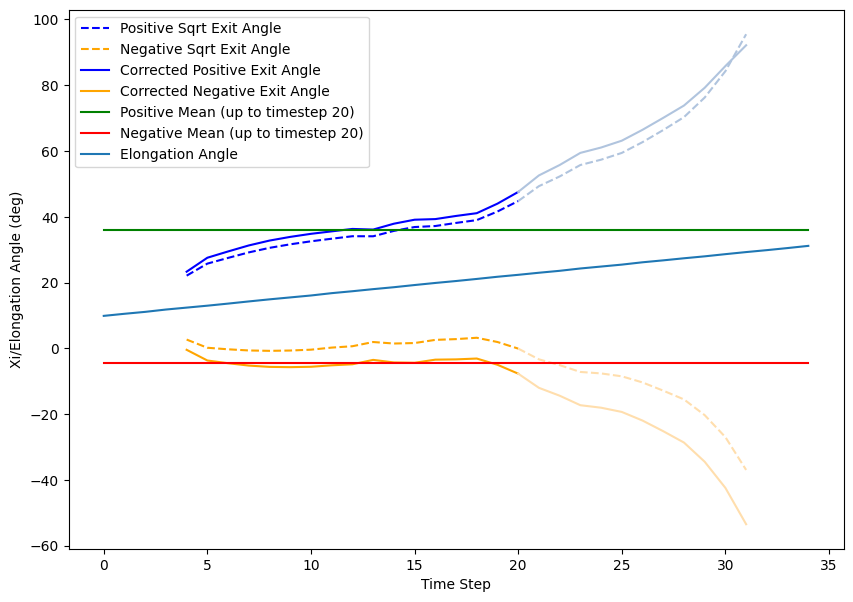 Positive Sqrt Exit Angle
Negative Sqrt Exit Angle
Corrected Positive Exit Angle
Corrected Negative Exit Angle
Positive Mean (up to timestep 20)
Negative Mean (up to timestep 20)
Elongation Angle
Xi/Elongation Angle (deg)
100
80
60
40
20
0
−20
−40
−60
0 5 10 15 20 25 30 35
Time Step